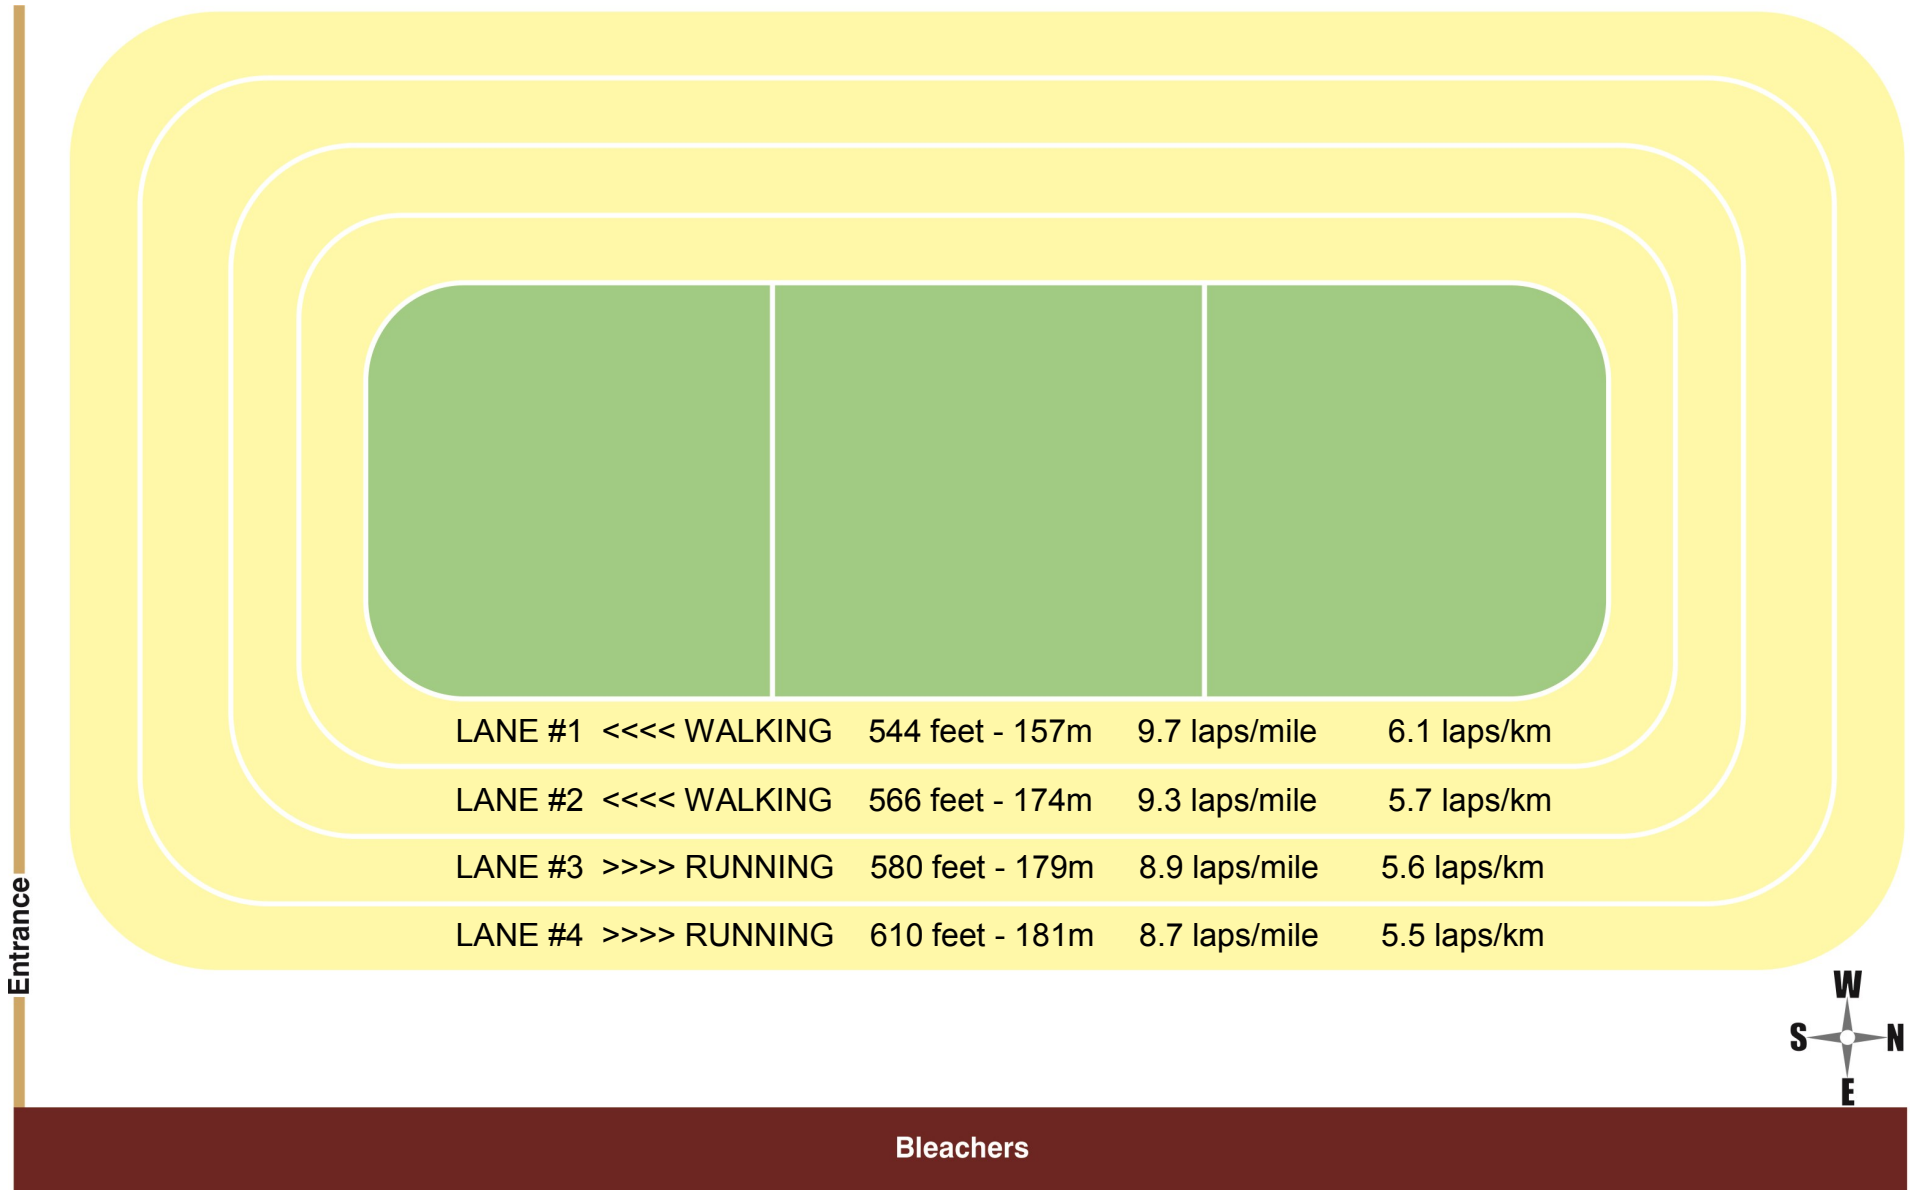 LANE #1 <<<< WALKING 544 feet - 157m 9.7 laps/mile 6.1 laps/km
LANE #2 <<<< WALKING 566 feet - 174m 9.3 laps/mile 5.7 laps/km
LANE #3 >>>> RUNNING 580 feet - 179m 8.9 laps/mile 5.6 laps/km
LANE #4 >>>> RUNNING 610 feet - 181m 8.7 laps/mile 5.5 laps/km
Entrance
W
S N
E
Bleachers